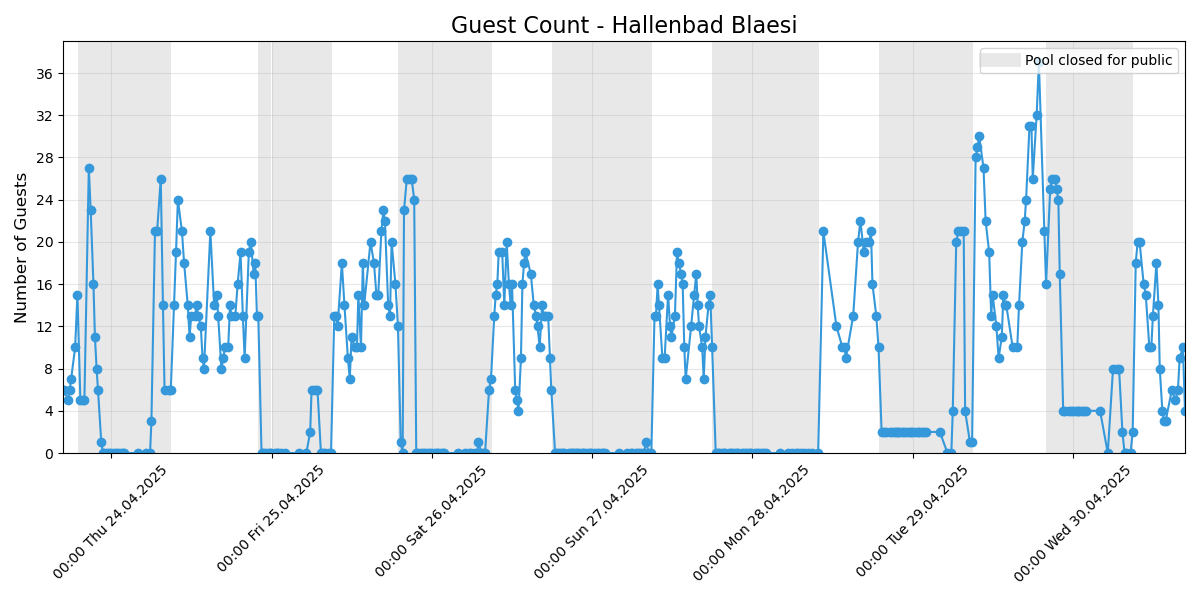 Guest Count - Hallenbad Blaesi
Pool closed for public
Number of Guests
36
32
28
24
20
16
12
8
4
0
00:00 Thu 24.04.2025
00:00 Fri 25.04.2025
00:00 Sat 26.04.2025
00:00 Sun 27.04.2025
00:00 Mon 28.04.2025
00:00 Tue 29.04.2025
00:00 Wed 30.04.2025